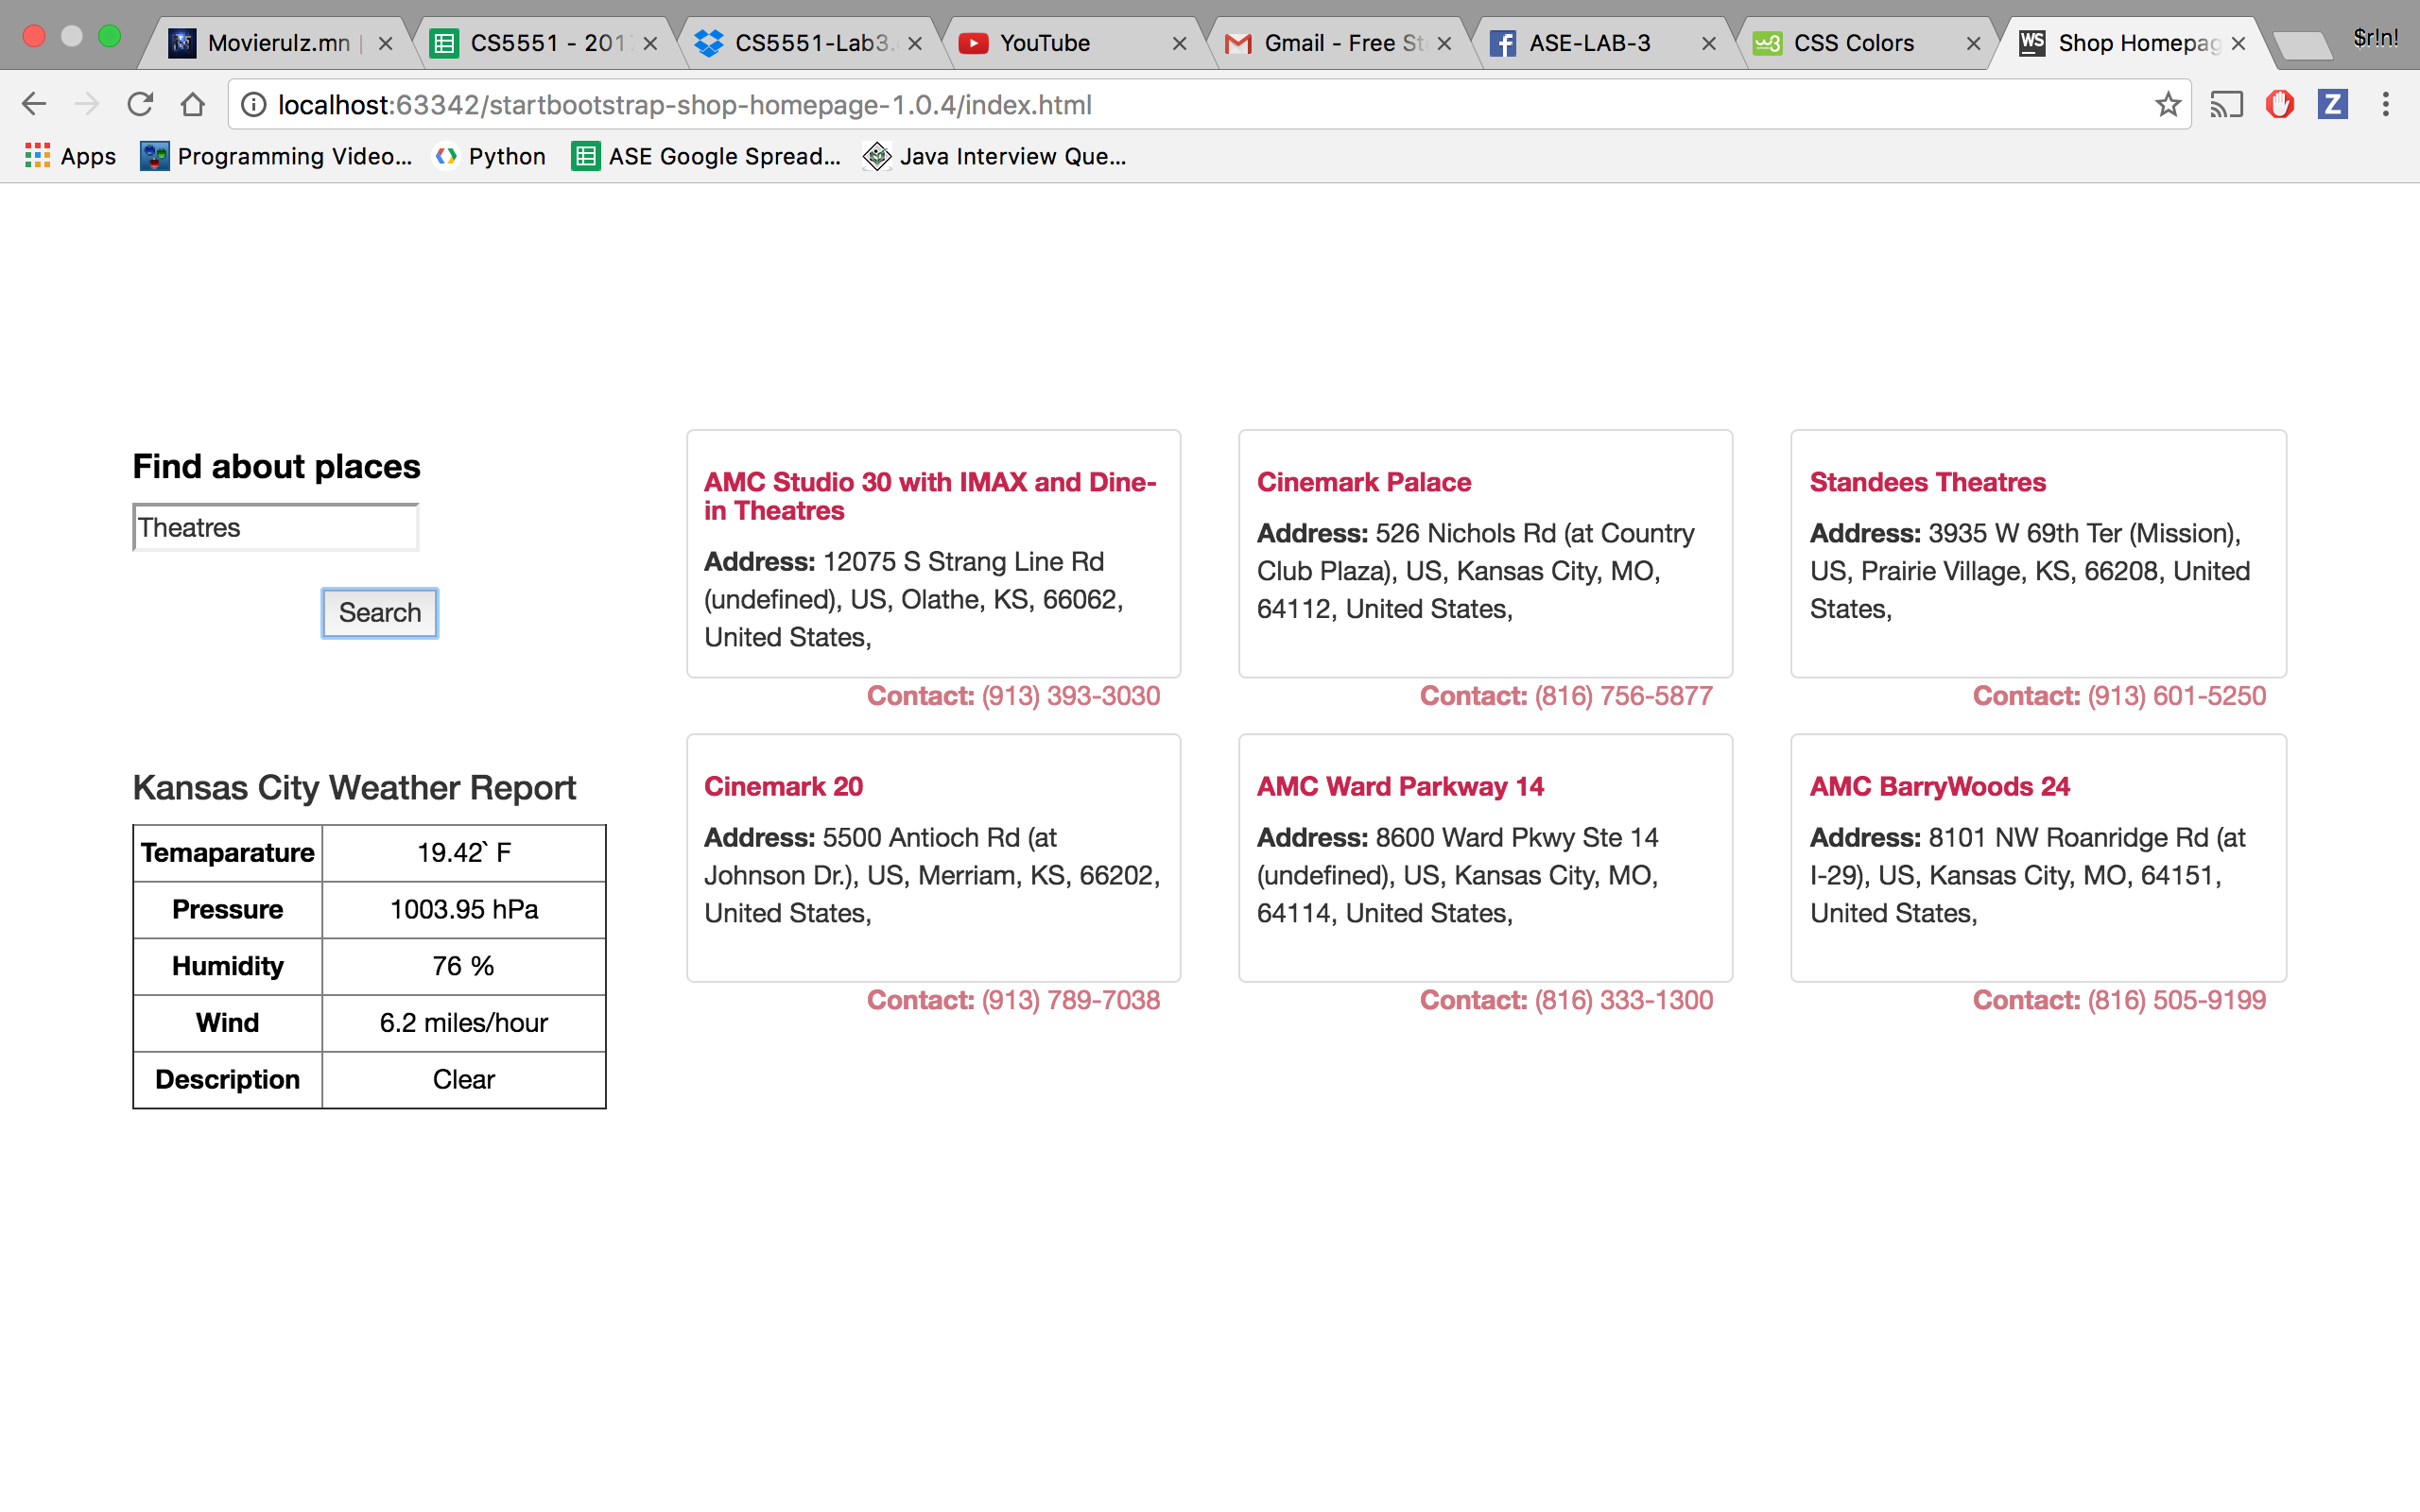 Movierulz.mn |
CS5551 - 201
CS5551-Lab3.
YouTube
Gmail - Free St
ASE-LAB-3
CSS Colors
Shop Homepag
$r!n!
localhost:63342/startbootstrap-shop-homepage-1.0.4/index.html
Apps
Programming Video...
Python
ASE Google Spread...
Java Interview Que...
Find about places
Theatres
Search
Kansas City Weather Report
Temaparature 19.42` F
Pressure 1003.95 hPa
Humidity 76 %
Wind 6.2 miles/hour
Description Clear
AMC Studio 30 with IMAX and Dine-
in Theatres
Address: 12075 S Strang Line Rd
(undefined), US, Olathe, KS, 66062,
United States,
Contact: (913) 393-3030
Cinemark Palace
Address: 526 Nichols Rd (at Country
Club Plaza), US, Kansas City, MO,
64112, United States,
Contact: (816) 756-5877
Standees Theatres
Address: 3935 W 69th Ter (Mission),
US, Prairie Village, KS, 66208, United
States,
Contact: (913) 601-5250
Cinemark 20
Address: 5500 Antioch Rd (at
Johnson Dr.), US, Merriam, KS, 66202,
United States,
Contact: (913) 789-7038
AMC Ward Parkway 14
Address: 8600 Ward Pkwy Ste 14
(undefined), US, Kansas City, MO,
64114, United States,
Contact: (816) 333-1300
AMC BarryWoods 24
Address: 8101 NW Roanridge Rd (at
I-29), US, Kansas City, MO, 64151,
United States,
Contact: (816) 505-9199